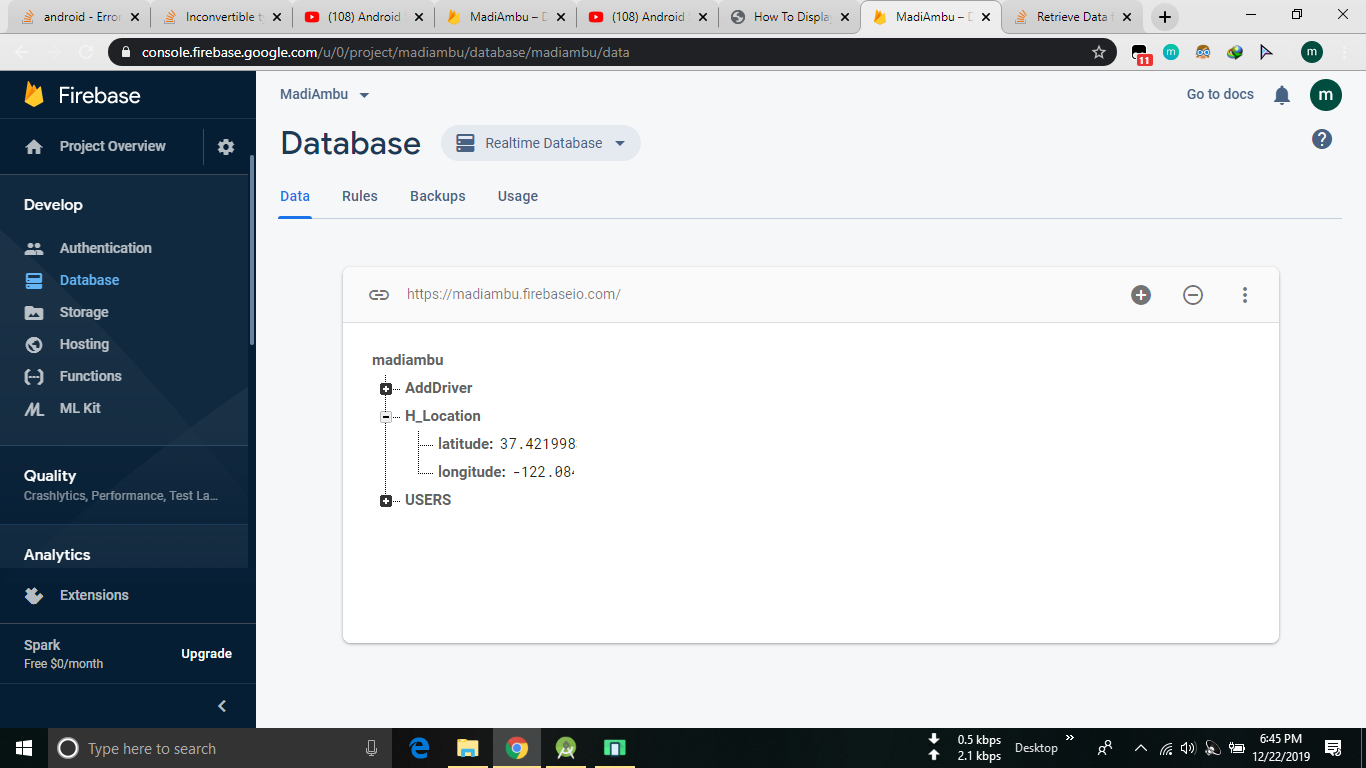 android - Error
Inconvertible ty
(108) Android
MadiAmbu – D
(108) Android
How To Displa
MadiAmbu – D
Retrieve Data f
console.firebase.google.com/u/0/project/madiambu/database/madiambu/data
11
m
m
Firebase
MadiAmbu
Go to docs
m
Project Overview
Database
Realtime Database
?
Data
Rules
Backups
Usage
Develop
Authentication
Database
Storage
Hosting
Functions
ML Kit
https://madiambu.firebaseio.com/
madiambu
AddDriver
H_Location
latitude: 37.421998
longitude: -122.084
USERS
Quality
Crashlytics, Performance, Test La...
Analytics
Extensions
Spark
Free $0/month
Upgrade
Type here to search
0.5 kbps
2.1 kbps
Desktop
6:45 PM
12/22/2019